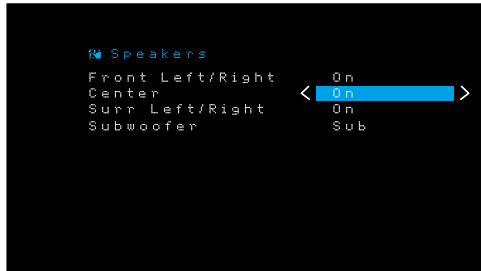 Speakers
Front Left/Right On
Center < On >
Surr Left/Right On
Subwoofer Sub